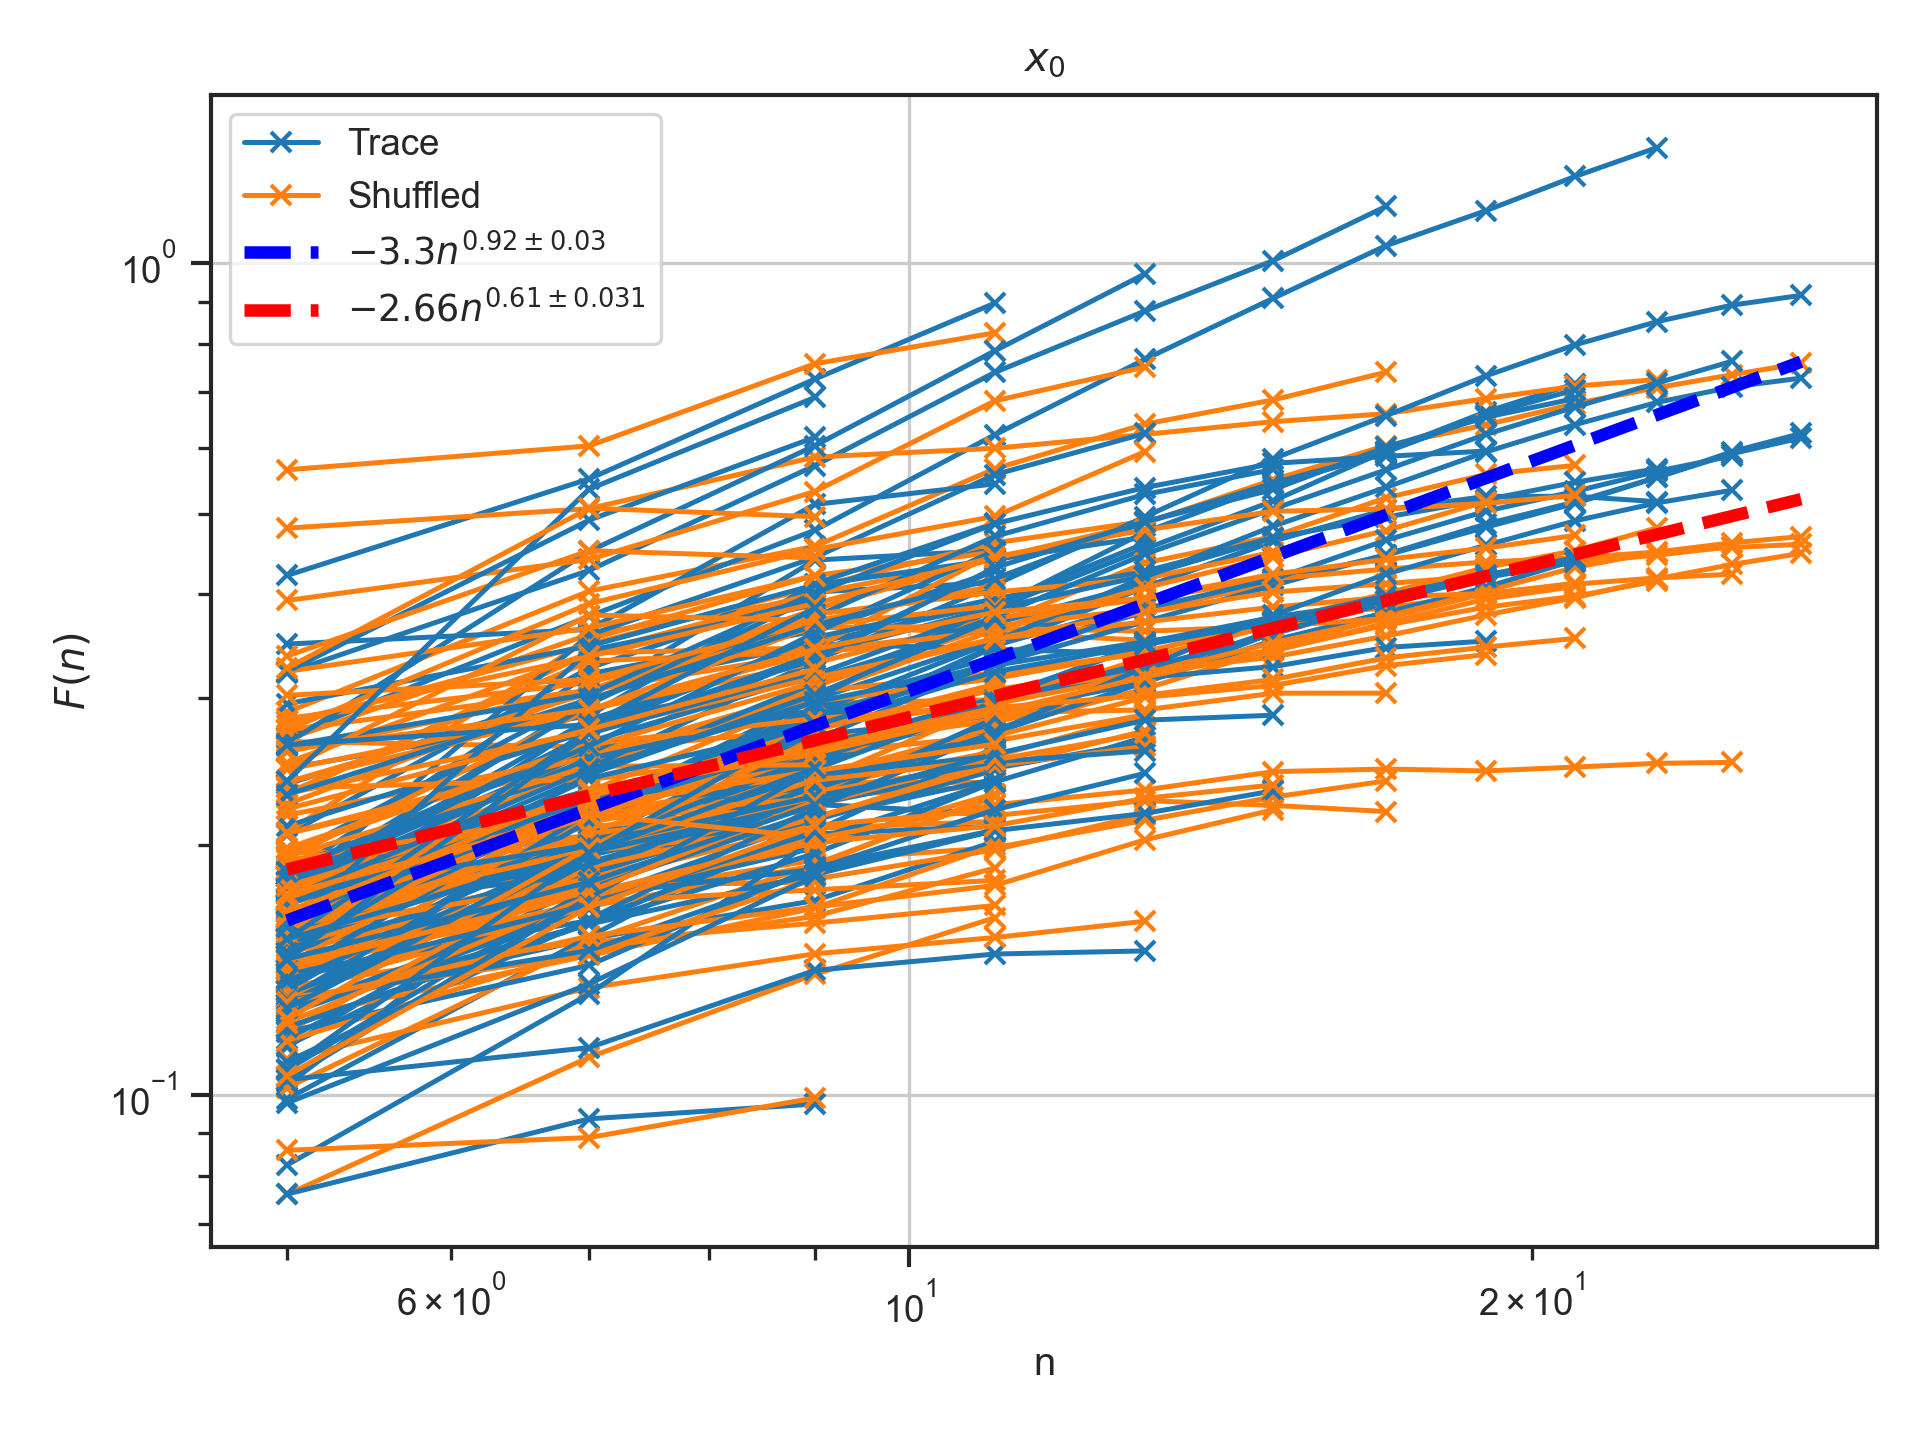 x₀
Trace
Shuffled
−3.3n^{0.92 ± 0.03}
−2.66n^{0.61 ± 0.031}
10⁰
F(n)
10⁻¹
6 × 10⁰
10¹
2 × 10¹
n